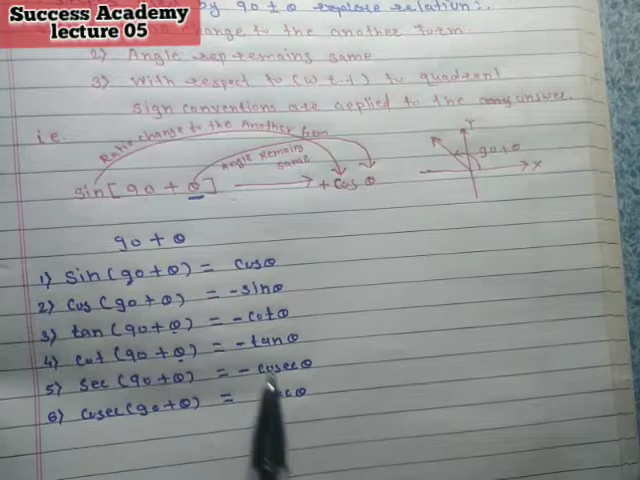 Success Academy
lecture 05
by 90 ± θ relation:
change to the another form
2) Angle remains same
3) With respect to (w.r.t) to quadrant
sign conventions are applied to the answer.
i.e.
Ratio change to the Another form
Angle Remains
same
sin[90 + θ] → + cos θ
Y
90+θ
X
90 + θ
1) sin(90+θ) = cosθ
2) cos(90+θ) = -sinθ
3) tan(90+θ) = -cotθ
4) cot(90+θ) = -tanθ
5) sec(90+θ) = -cosecθ
6) cosec(90+θ) =